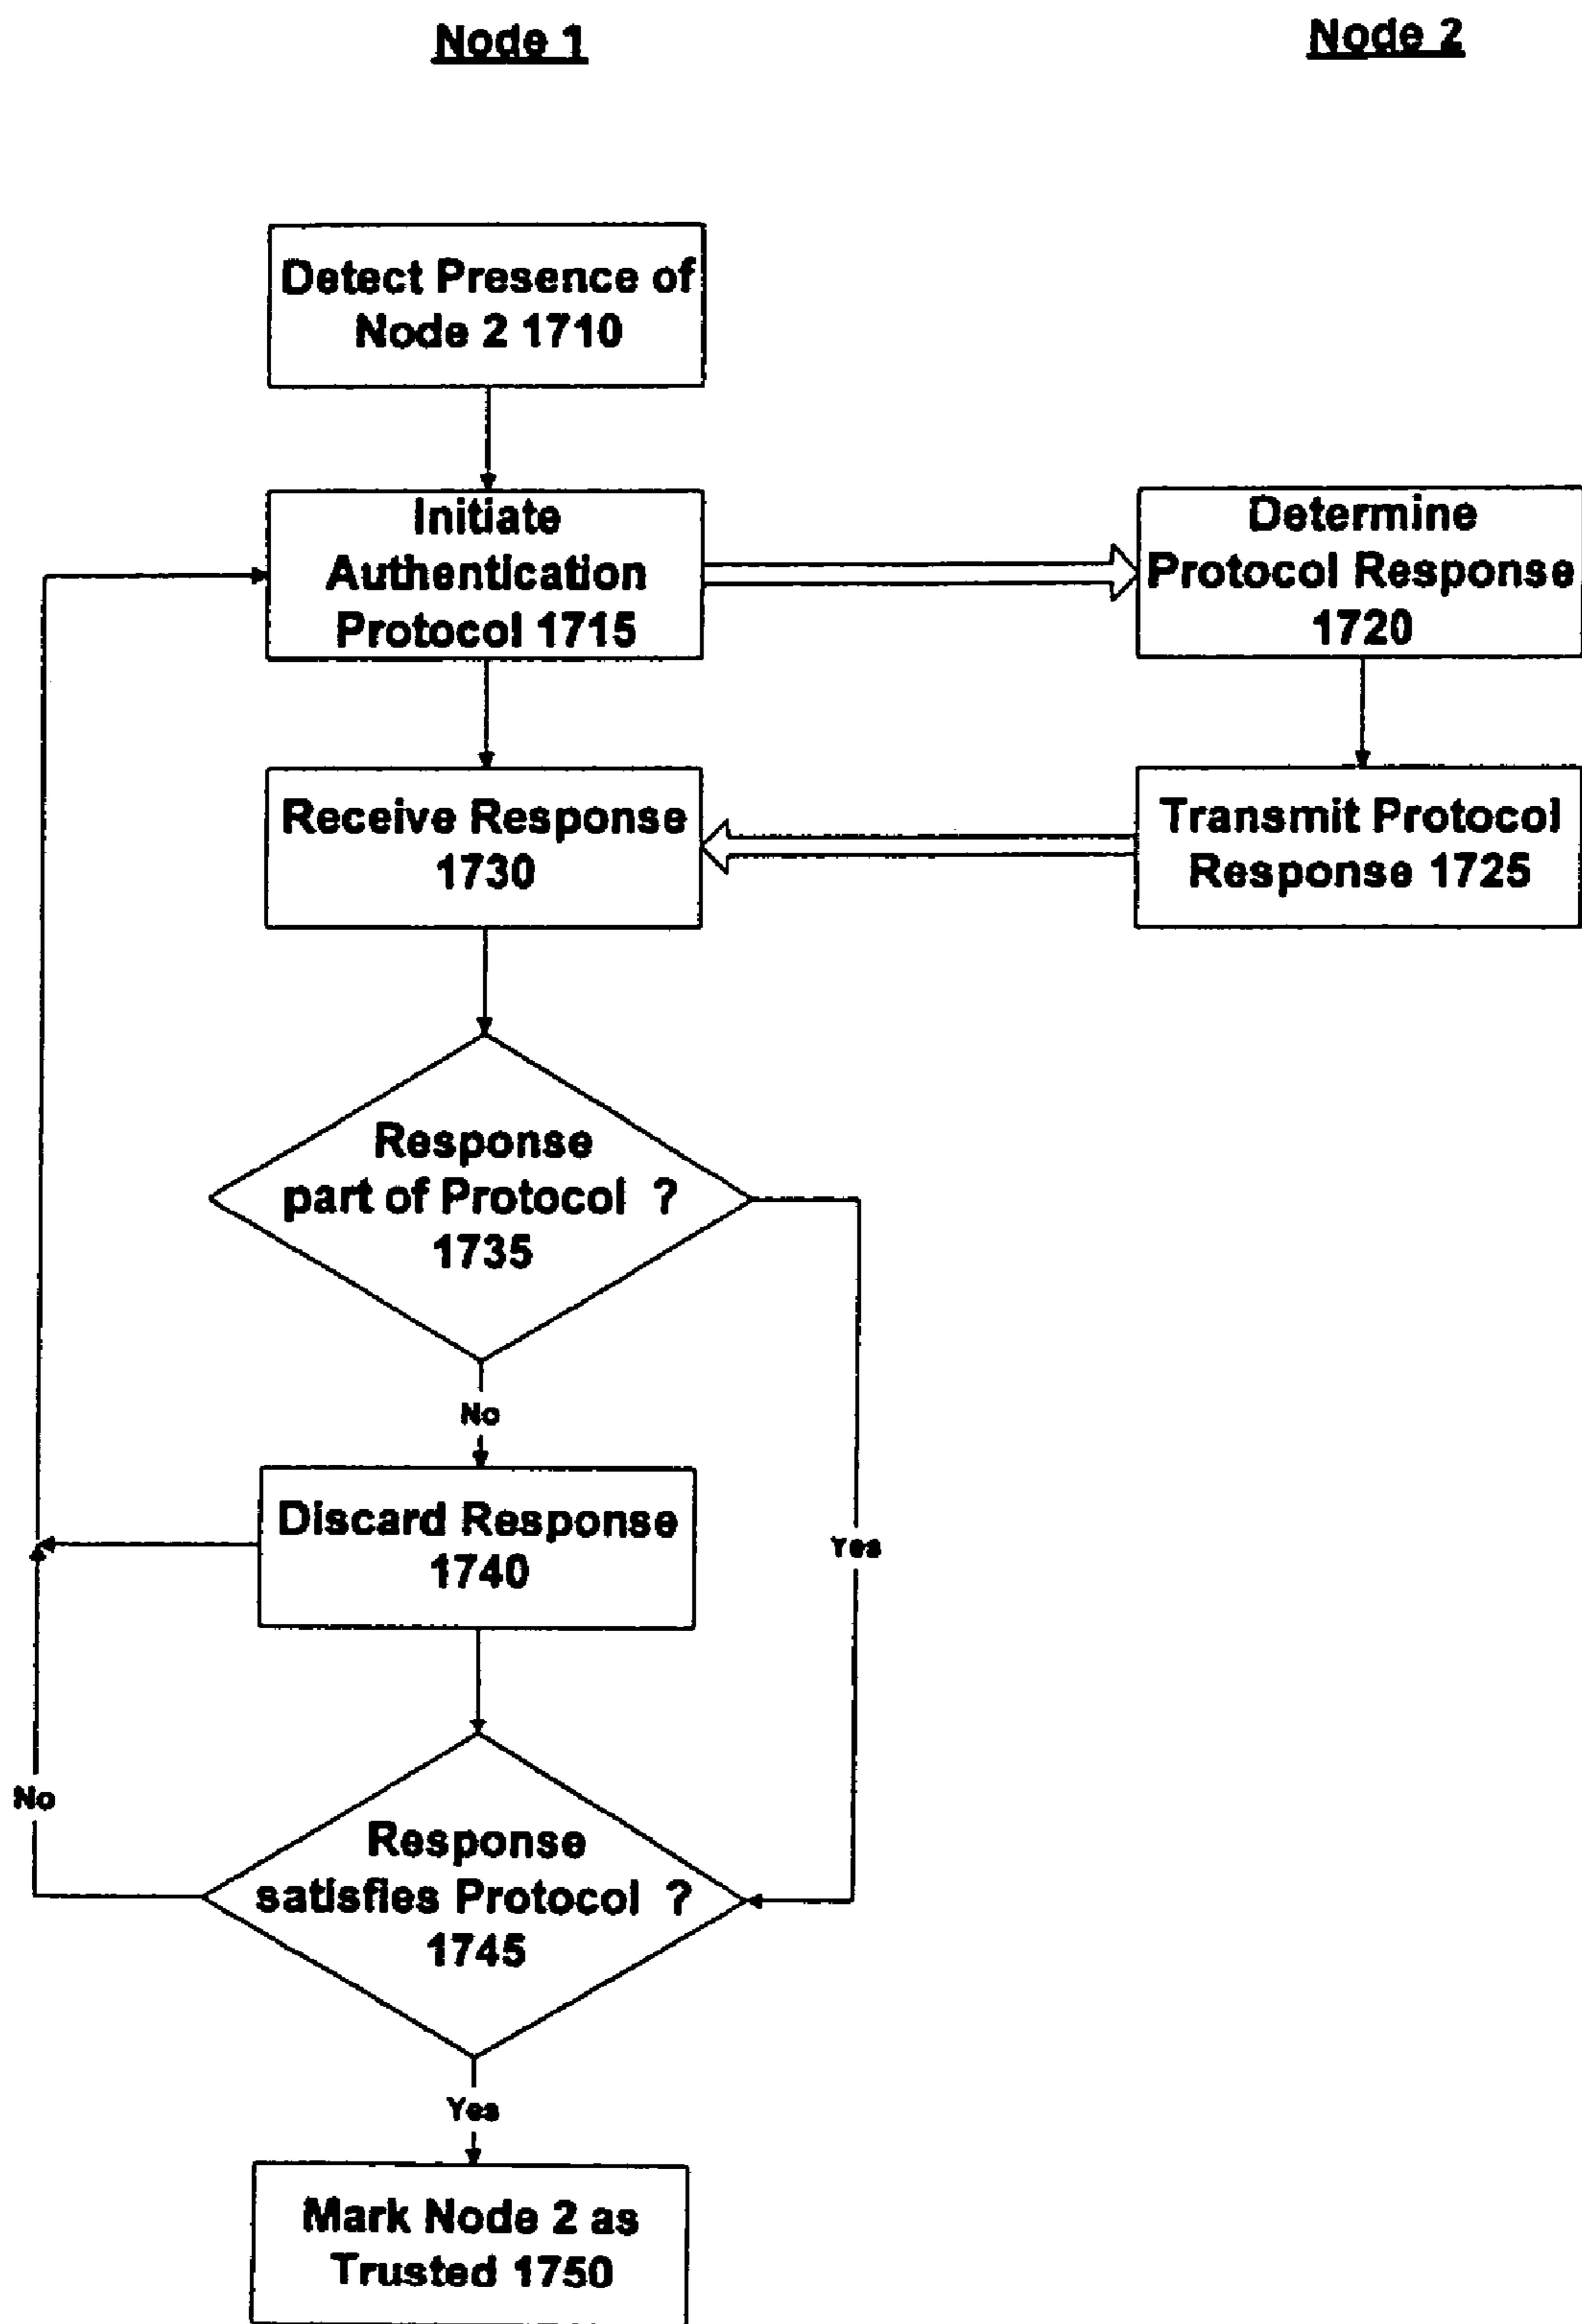 Node 1
Node 2
Detect Presence of
Node 2 1710
Initiate
Authentication
Protocol 1715
Determine
Protocol Response
1720
Receive Response
1730
Transmit Protocol
Response 1725
Response
part of Protocol ?
1735
No
Discard Response
1740
Yes
No
Response
satisfies Protocol ?
1745
Yes
Mark Node 2 as
Trusted 1750